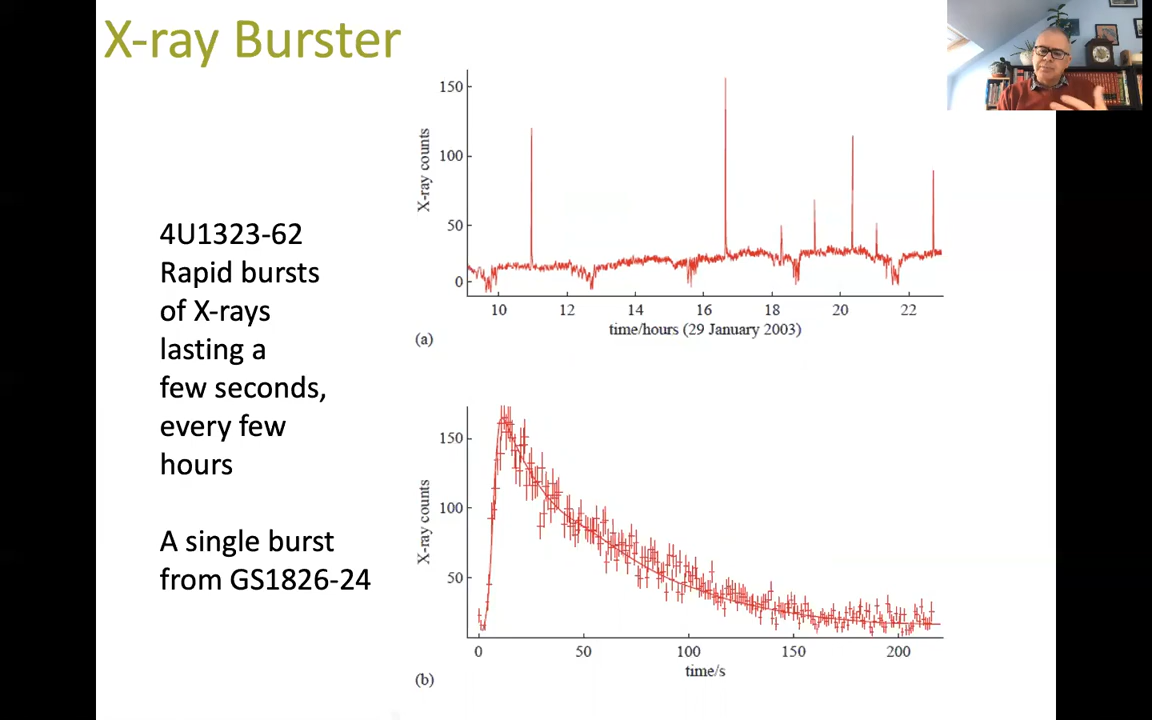 X-ray Burster
4U1323-62
Rapid bursts
of X-rays
lasting a
few seconds,
every few
hours
A single burst
from GS1826-24
150
100
50
0
X-ray counts
10 12 14 16 18 20 22
time/hours (29 January 2003)
(a)
150
100
50
X-ray counts
0 50 100 150 200
time/s
(b)